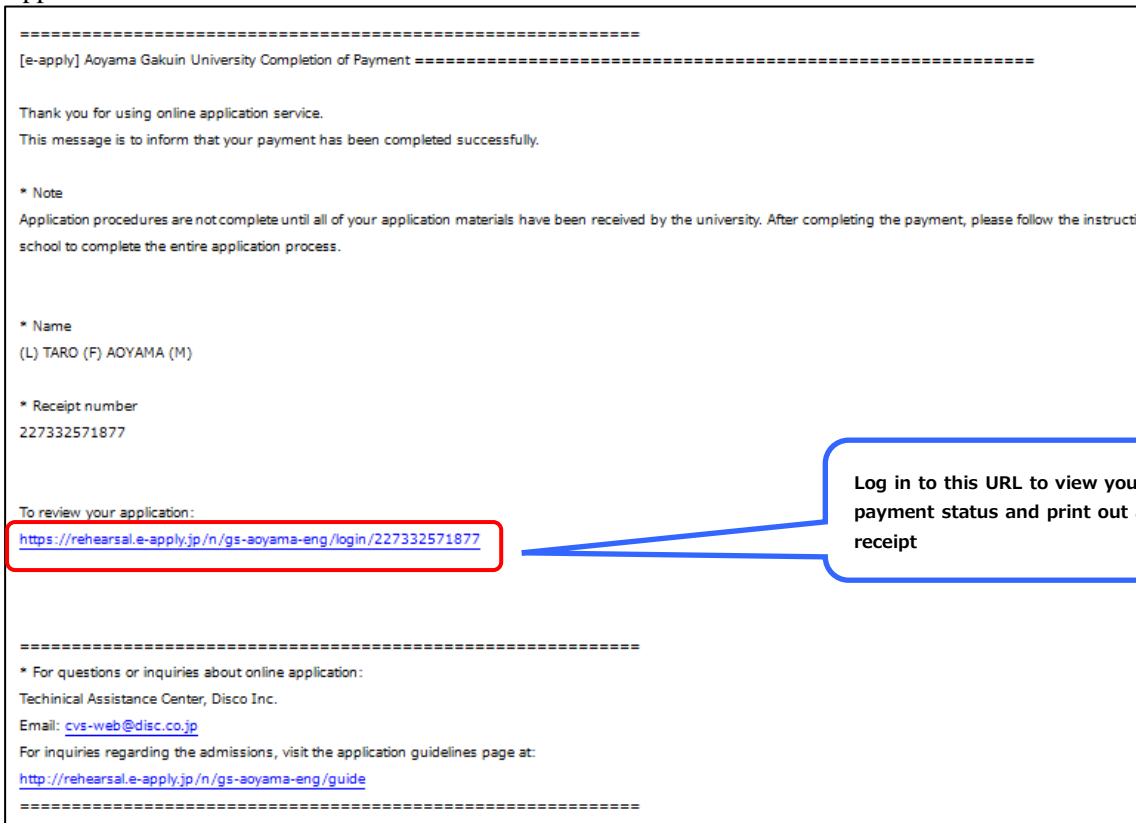 ============================================================
[e-apply] Aoyama Gakuin University Completion of Payment ============================================================
Thank you for using online application service.
This message is to inform that your payment has been completed successfully.
* Note
Application procedures are not complete until all of your application materials have been received by the university. After completing the payment, please follow the
school to complete the entire application process.
* Name
(L) TARO (F) AOYAMA (M)
* Receipt number
227332571877
Log in to this URL to view
payment status and print out
receipt
To review your application:
https://rehearsal.e-apply.jp/n/gs-aoyama-eng/login/227332571877
============================================================
* For questions or inquiries about online application:
Techinical Assistance Center, Disco Inc.
Email: cvs-web@disc.co.jp
For inquiries regarding the admissions, visit the application guidelines page at:
http://rehearsal.e-apply.jp/n/gs-aoyama-eng/guide
============================================================